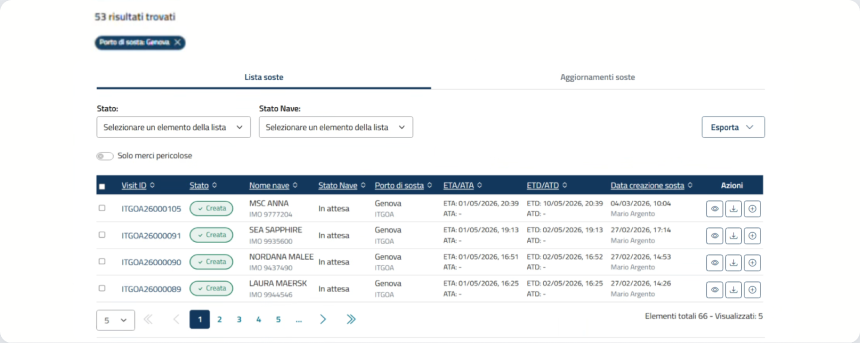 53 risultati trovati
Porto di sosta: Genova
Lista soste Aggiornamenti soste
Stato: Stato Nave:
Selezionare un elemento della lista Selezionare un elemento della lista Esporta
Solo merci pericolose
Visit ID Stato Nome nave Stato Nave Porto di sosta ETA/ATA ETD/ATD Data creazione sosta Azioni
ITGOA26000105 Creata MSC ANNA In attesa Genova ETA: 01/05/2026, 20:39 ETD: 10/05/2026, 20:39 04/03/2026, 10:04
IMO 9777204 ITGOA ATA: - ATD: - Mario Argento
ITGOA26000091 Creata SEA SAPPHIRE In attesa Genova ETA: 01/05/2026, 19:13 ETD: 02/05/2026, 19:13 27/02/2026, 17:14
IMO 9935600 ITGOA ATA: - ATD: - Mario Argento
ITGOA26000090 Creata NORDANA MALEE In attesa Genova ETA: 01/05/2026, 16:51 ETD: 02/05/2026, 16:52 27/02/2026, 14:53
IMO 9437490 ITGOA ATA: - ATD: - Mario Argento
ITGOA26000089 Creata LAURA MAERSK In attesa Genova ETA: 01/05/2026, 16:25 ETD: 02/05/2026, 16:25 27/02/2026, 14:26
IMO 9944546 ITGOA ATA: - ATD: - Mario Argento
5 1 2 3 4 5 ... Elementi totali 66 - Visualizzati: 5